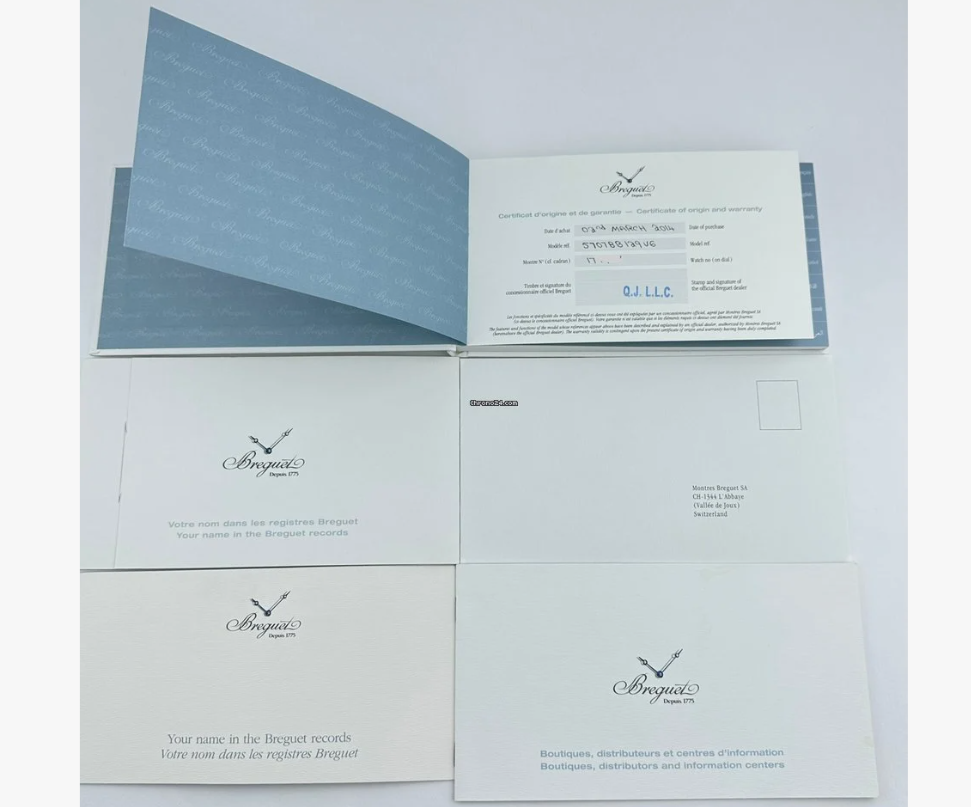 Breguet
Depuis 1775
Certificat d'origine et de garantie — Certificate of origin and warranty
Date d'achat 03rd MARCH 2014 Date of purchase
Modèle réf. 5707BB129V6 Model ref.
Montre N° (cf. cadran) 17 Watch no (on dial)
Timbre et signature du
concessionnaire officiel Breguet
Q.J. L.L.C.
Stamp and signature of
the official Breguet dealer
Chrono24.com
Breguet
Depuis 1775
Votre nom dans les registres Breguet
Your name in the Breguet records
Montres Breguet SA
CH-1344 L'Abbaye
(Vallée de Joux)
Switzerland
Breguet
Depuis 1775
Your name in the Breguet records
Votre nom dans les registres Breguet
Breguet
Depuis 1775
Boutiques, distributeurs et centres d'information
Boutiques, distributors and information centers